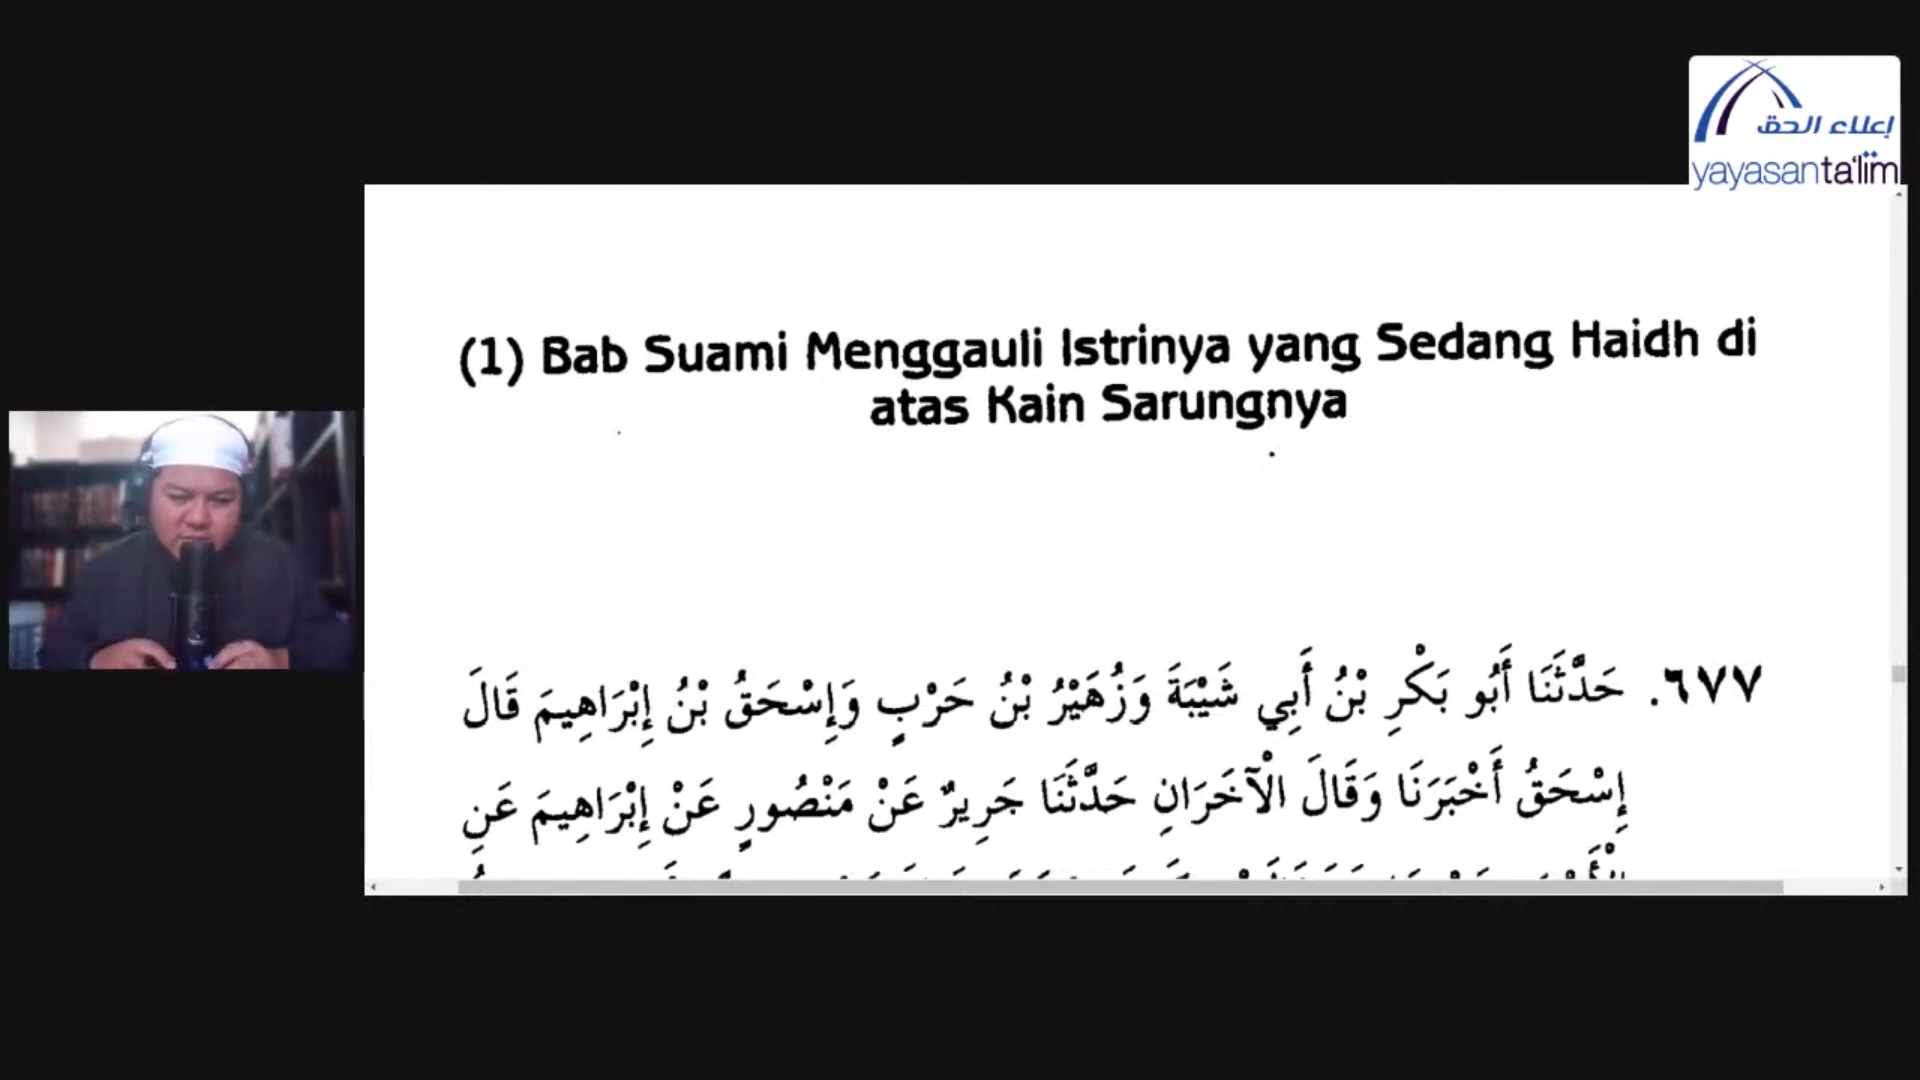 إعلاء الحق
yayasanta'lim
(1) Bab Suami Menggauli Istrinya yang Sedang Haidh di
atas Kain Sarungnya
٦٧٧. حَدَّثَنَا أَبُو بَكْرِ بْنُ أَبِي شَيْبَةَ وَزُهَيْرُ بْنُ حَرْبٍ وَإِسْحَقُ بْنُ إِبْرَاهِيمَ قَالَ
إِسْحَقُ أَخْبَرَنَا وَقَالَ الْآخَرَانِ حَدَّثَنَا جَرِيرٌ عَنْ مَنْصُورٍ عَنْ إِبْرَاهِيمَ عَنِ